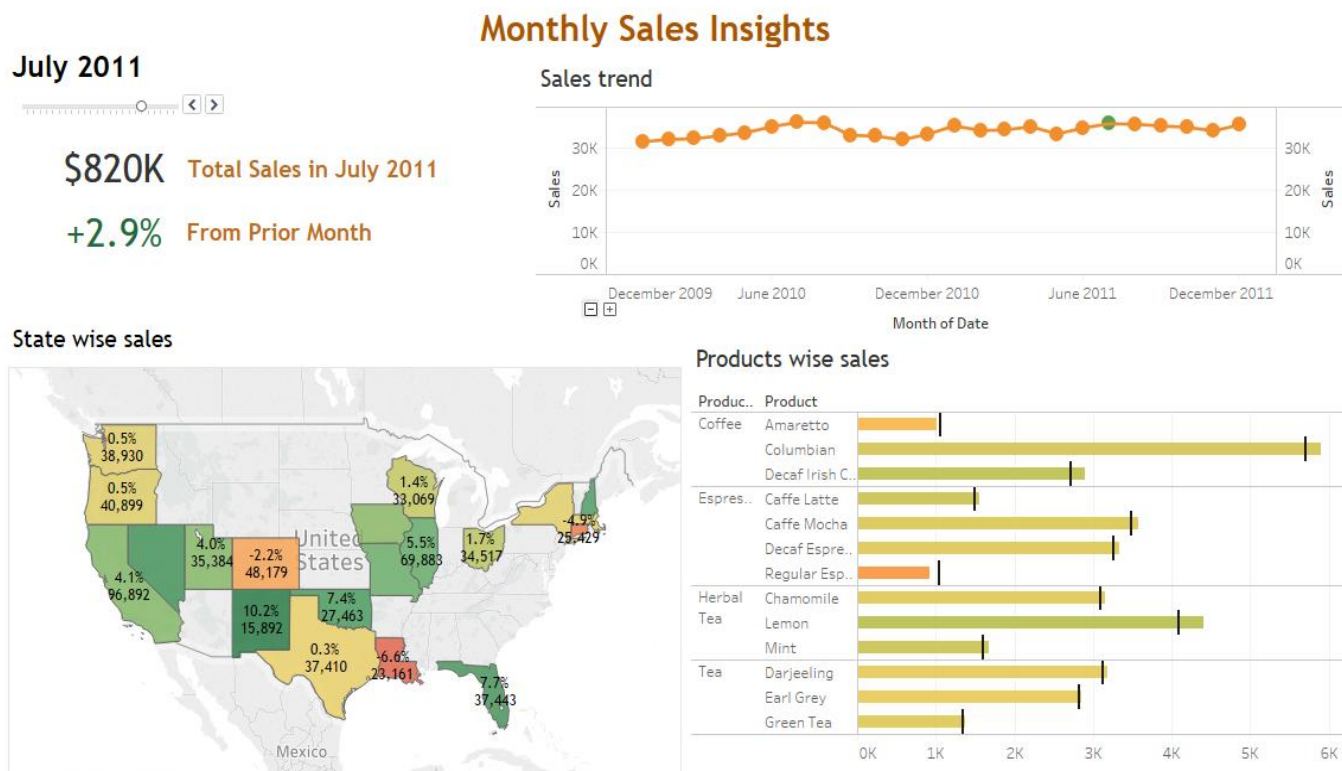 Monthly Sales Insights
July 2011
$820K Total Sales in July 2011
+2.9% From Prior Month
Sales trend
30K
20K
10K
0K
Sales
30K
20K
10K
0K
Sales
December 2009 June 2010 December 2010 June 2011 December 2011
Month of Date
State wise sales
0.5%
38,930
0.5%
40,899
4.1%
96,892
4.0%
35,384
-2.2%
48,179
10.2%
15,892
0.3%
37,410
7.4%
27,463
-6.6%
23,161
1.4%
33,069
5.5%
69,883
1.7%
34,517
-4.9%
25,429
7.7%
37,443
United
States
Mexico
Products wise sales
Produc.. Product
Coffee Amaretto
Columbian
Decaf Irish C..
Espres.. Caffe Latte
Caffe Mocha
Decaf Espre..
Regular Esp..
Herbal Chamomile
Tea Lemon
Mint
Tea Darjeeling
Earl Grey
Green Tea
0K 1K 2K 3K 4K 5K 6K